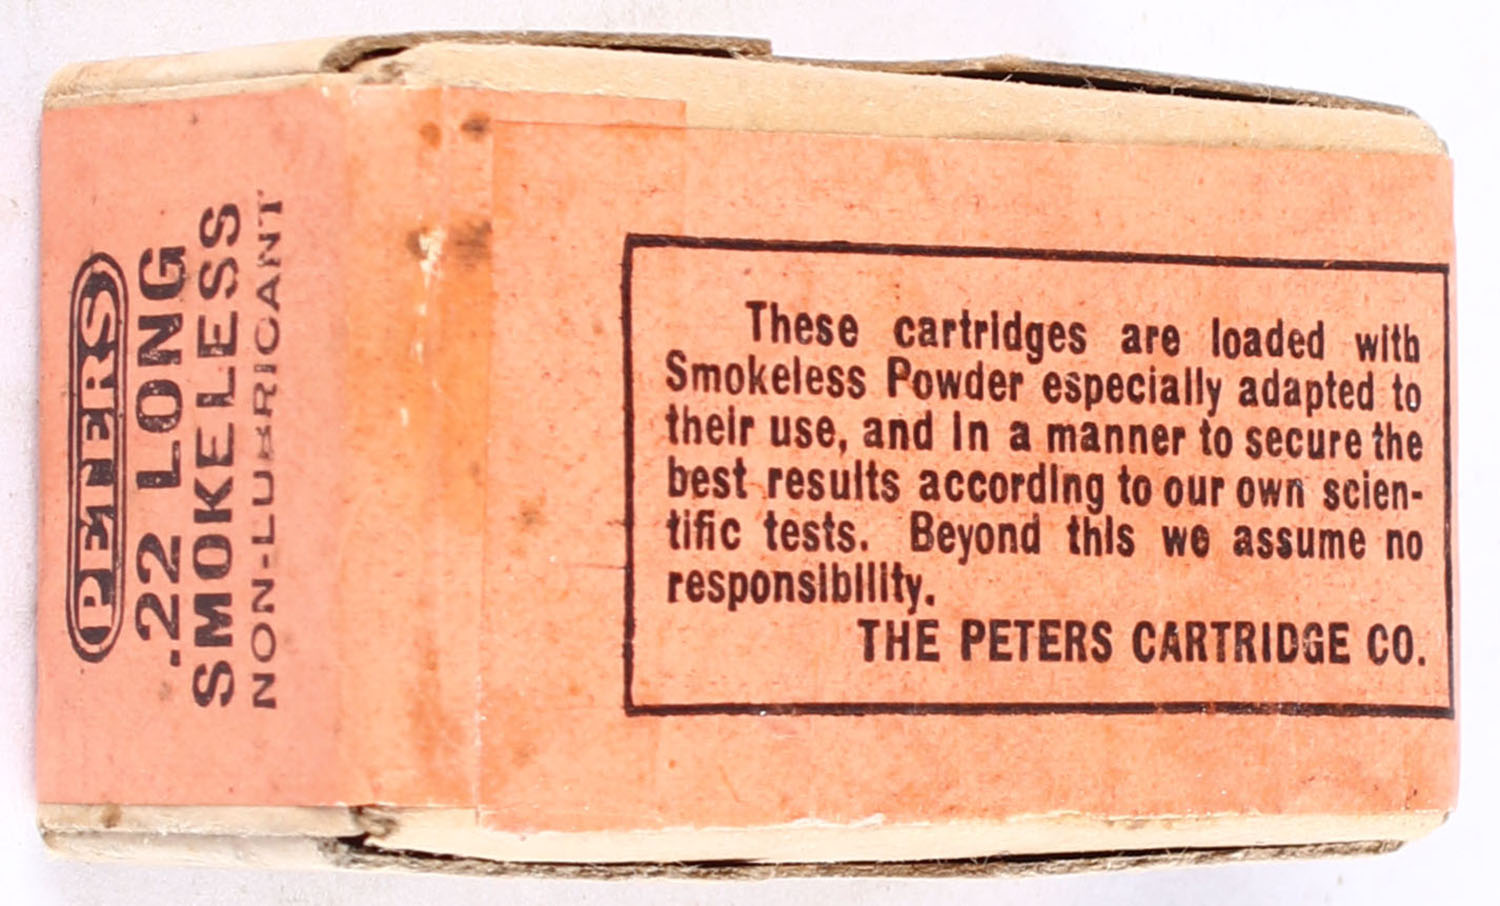 PETERS
.22 LONG
SMOKELESS
NON-LUBRICANT
These cartridges are loaded with
Smokeless Powder especially adapted to
their use, and in a manner to secure the
best results according to our own scien-
tific tests. Beyond this we assume no
responsibility.
THE PETERS CARTRIDGE CO.